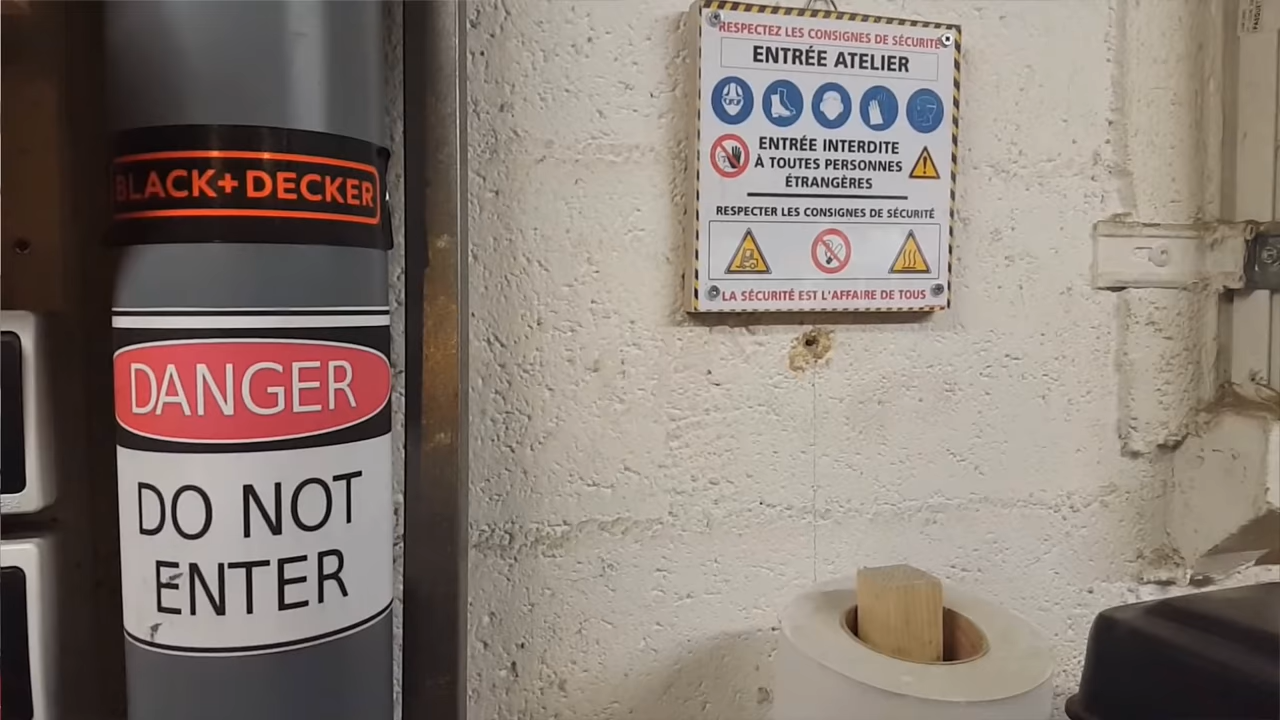 BLACK+DECKER
DANGER
DO NOT
ENTER
RESPECTEZ LES CONSIGNES DE SÉCURITÉ
ENTRÉE ATELIER
ENTRÉE INTERDITE
À TOUTES PERSONNES
ÉTRANGÈRES
RESPECTER LES CONSIGNES DE SÉCURITÉ
LA SÉCURITÉ EST L'AFFAIRE DE TOUS